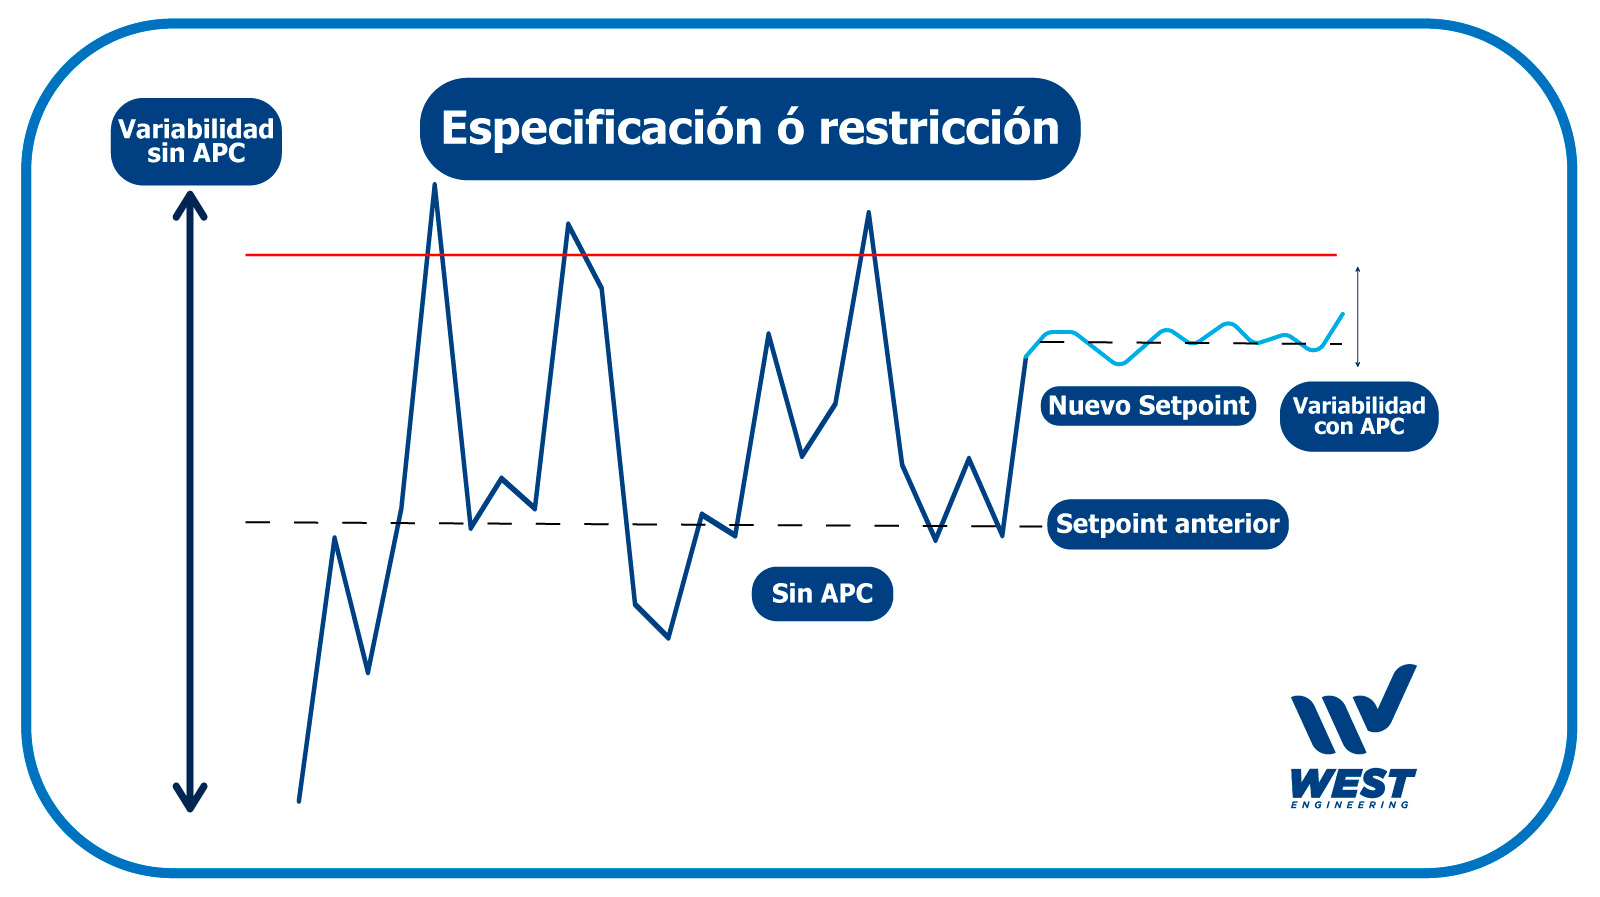 Variabilidad
sin APC
Especificación ó restricción
Nuevo Setpoint
Variabilidad
con APC
Setpoint anterior
Sin APC
WEST
ENGINEERING